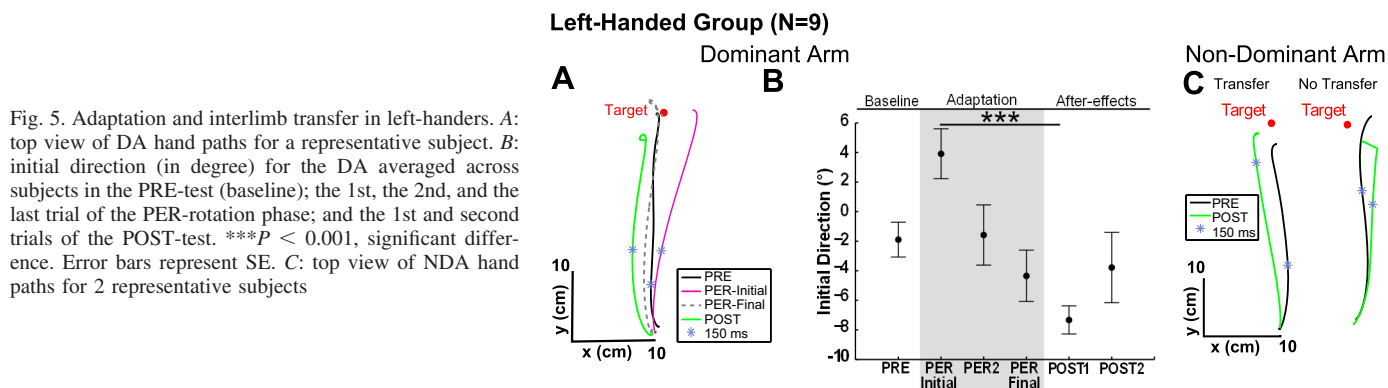 Fig. 5. Adaptation and interlimb transfer in left-handers. A:
top view of DA hand paths for a representative subject. B:
initial direction (in degree) for the DA averaged across
subjects in the PRE-test (baseline); the 1st, the 2nd, and the
last trial of the PER-rotation phase; and the 1st and second
trials of the POST-test. ***P < 0.001, significant differ-
ence. Error bars represent SE. C: top view of NDA hand
paths for 2 representative subjects
Left-Handed Group (N=9)
Dominant Arm
Non-Dominant Arm
A
Target
10
y (cm)
x (cm)
10
PRE
PER-Initial
PER-Final
POST
150 ms
B
Baseline
Adaptation
After-effects
***
Initial Direction (°)
6
4
2
0
-2
-4
-6
-8
-10
PRE
PER Initial
PER2
PER Final
POST1
POST2
C
Transfer
No Transfer
Target
Target
PRE
POST
150 ms
10
y (cm)
x (cm)
10